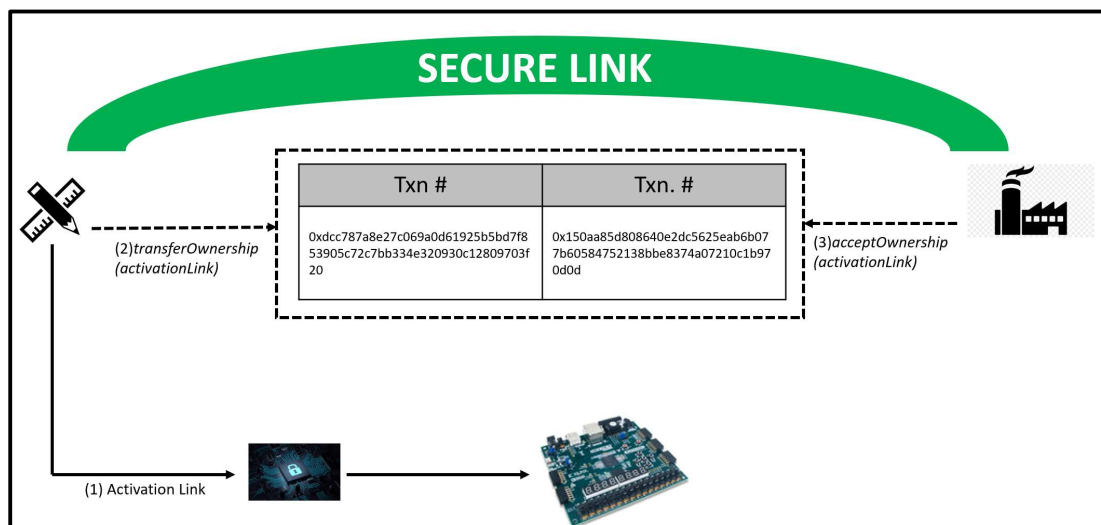 SECURE LINK
Txn #
Txn. #
0xdcc787a8e27c069a0d61925b5bd7f8
53905c72c7bb334e320930c12809703f
20
0x150aa85d808640e2dc5625eab6b07
7b60584752138bbe8374a07210c1b97
0d0d
(2)transferOwnership
(activationLink)
(3)acceptOwnership
(activationLink)
(1) Activation Link